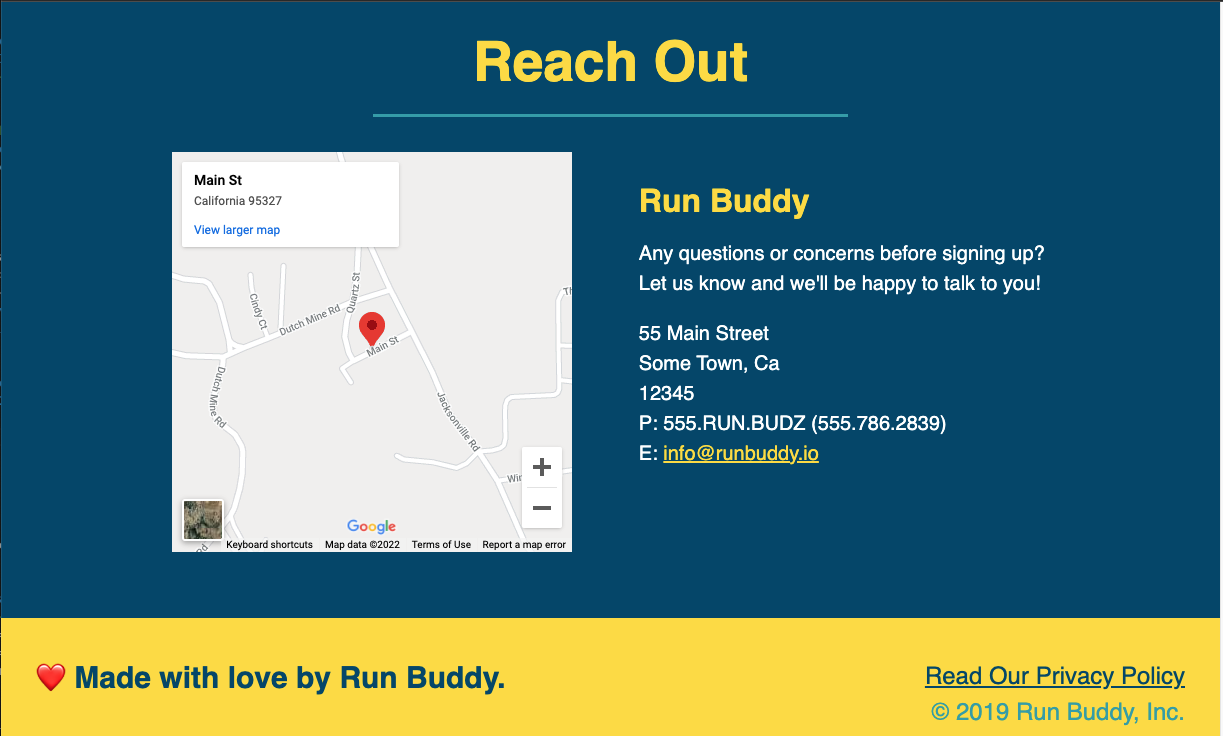 Reach Out
Main St
California 95327
View larger map
Cindy Ct
Dutch Mine Rd
Quartz St
Main St
Dutch Mine Rd
Jacksonville Rd
Google
Keyboard shortcuts
Map data ©2022
Terms of Use
Report a map error
Rd
Run Buddy
Any questions or concerns before signing up?
Let us know and we'll be happy to talk to you!
55 Main Street
Some Town, Ca
12345
P: 555.RUN.BUDZ (555.786.2839)
E: info@runbuddy.io
❤️ Made with love by Run Buddy.
Read Our Privacy Policy
© 2019 Run Buddy, Inc.